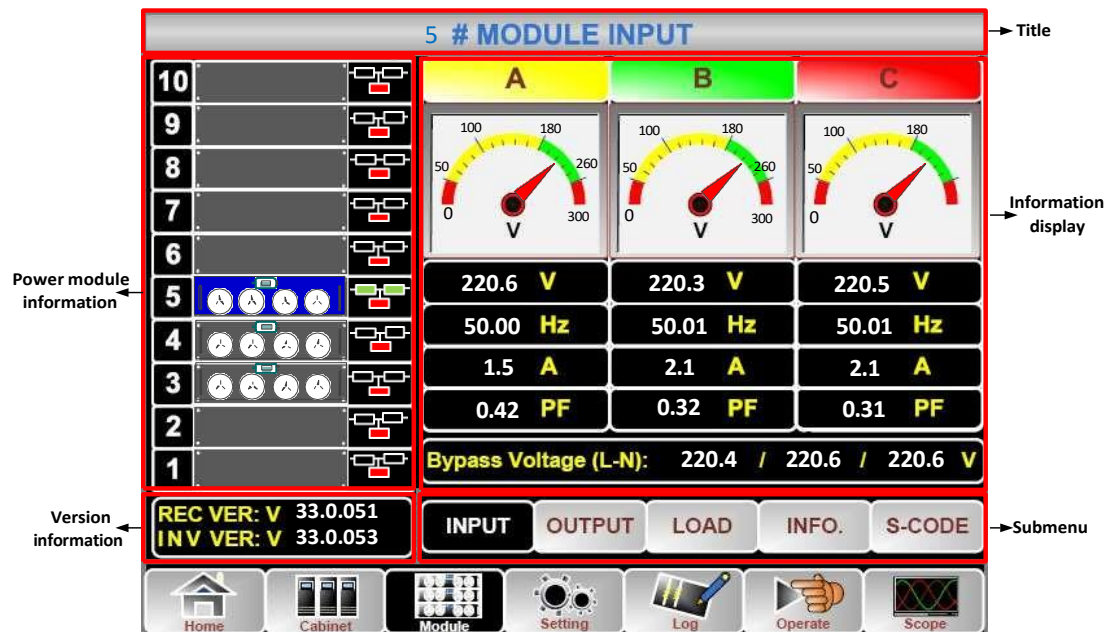 5 # MODULE INPUT
Title
10
9
8
7
6
5
4
3
2
1
Power module
information
A B C
0 50 100 180 260 300
V
0 50 100 180 260 300
V
0 50 100 180
V
220.6 V 220.3 V 220.5 V
50.00 Hz 50.01 Hz 50.01 Hz
1.5 A 2.1 A 2.1 A
0.42 PF 0.32 PF 0.31 PF
Bypass Voltage (L-N): 220.4 / 220.6 / 220.6 V
Information
display
Version
information
REC VER: V 33.0.051
INV VER: V 33.0.053
INPUT OUTPUT LOAD INFO. S-CODE
Submenu
Home Cabinet Module Setting Log Operate Scope